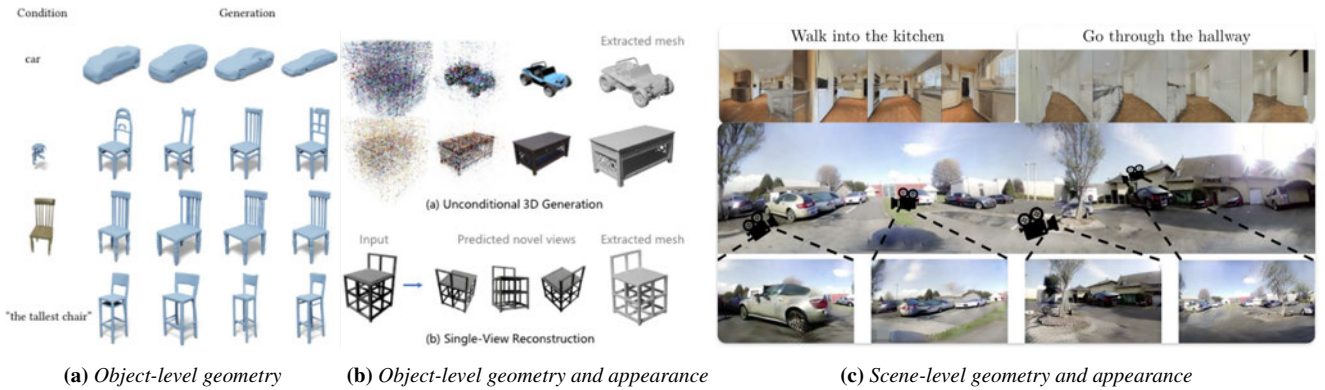 Condition
Generation
car
"the tallest chair"
Extracted mesh
(a) Unconditional 3D Generation
Input
Predicted novel views
Extracted mesh
(b) Single-View Reconstruction
Walk into the kitchen
Go through the hallway
(a) Object-level geometry
(b) Object-level geometry and appearance
(c) Scene-level geometry and appearance